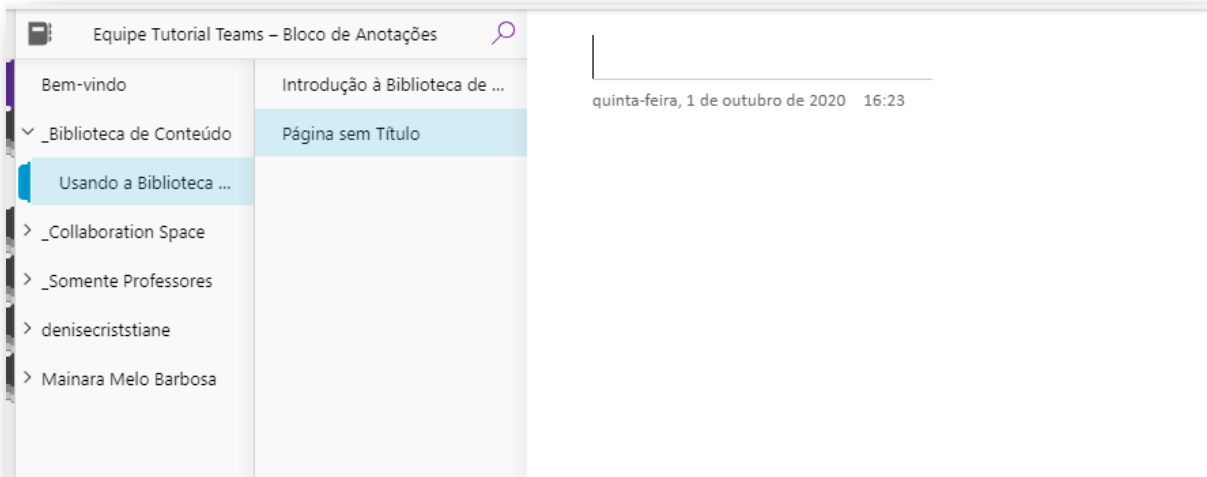 Equipe Tutorial Teams – Bloco de Anotações
Bem-vindo
_Biblioteca de Conteúdo
Usando a Biblioteca ...
_Collaboration Space
_Somente Professores
denisecriststiane
Mainara Melo Barbosa
Introdução à Biblioteca de ...
Página sem Título
quinta-feira, 1 de outubro de 2020 16:23